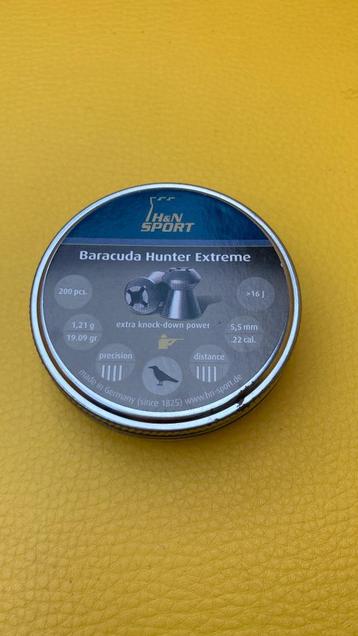 H&N
SPORT
Baracuda Hunter Extreme
200 pcs.
>16 J
extra knock-down power
1,21 g
19.09 gr
5,5 mm
.22 cal.
precision
distance
made in Germany (since 1825) www.hn-sport.de